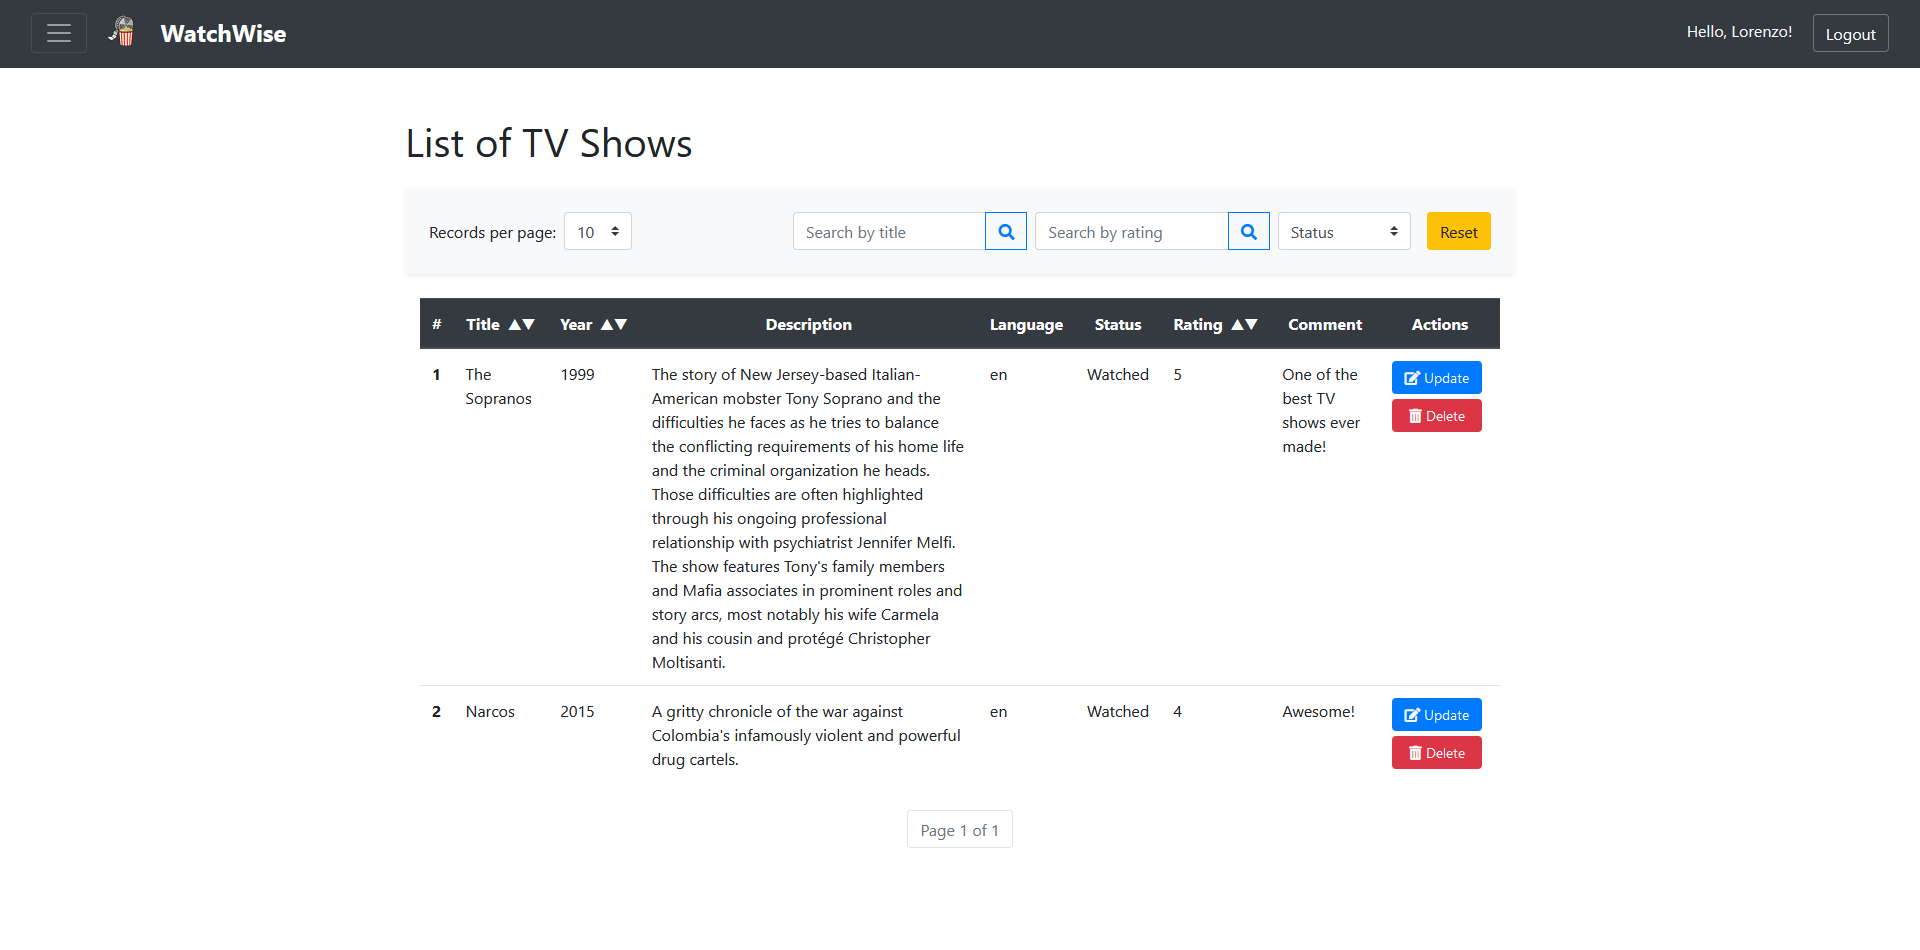 WatchWise
Hello, Lorenzo!
Logout
List of TV Shows
Records per page: 10
Search by title
Search by rating
Status
Reset
# Title ▲▼ Year ▲▼ Description Language Status Rating ▲▼ Comment Actions
1 The Sopranos 1999
The story of New Jersey-based Italian-
American mobster Tony Soprano and the
difficulties he faces as he tries to balance
the conflicting requirements of his home life
and the criminal organization he heads.
Those difficulties are often highlighted
through his ongoing professional
relationship with psychiatrist Jennifer Melfi.
The show features Tony's family members
and Mafia associates in prominent roles and
story arcs, most notably his wife Carmela
and his cousin and protégé Christopher
Moltisanti.
en
Watched
5
One of the
best TV
shows ever
made!
Update
Delete
2 Narcos 2015
A gritty chronicle of the war against
Colombia's infamously violent and powerful
drug cartels.
en
Watched
4
Awesome!
Update
Delete
Page 1 of 1